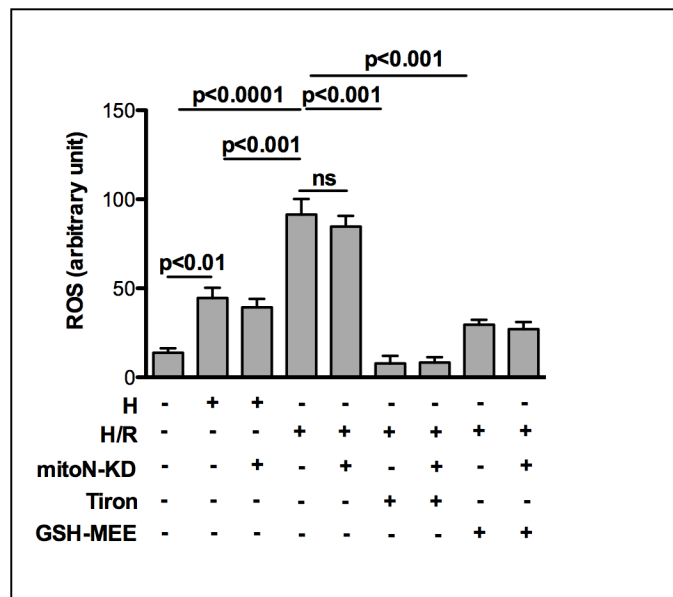 p<0.001
p<0.0001 p<0.001
150
p<0.001
ns
100
p<0.01
50
0
ROS (arbitrary unit)
H - + + - - - - - -
H/R - - - + + + + + +
mitoN-KD - - + - + - + - +
Tiron - - - - - + + - -
GSH-MEE - - - - - - - + +